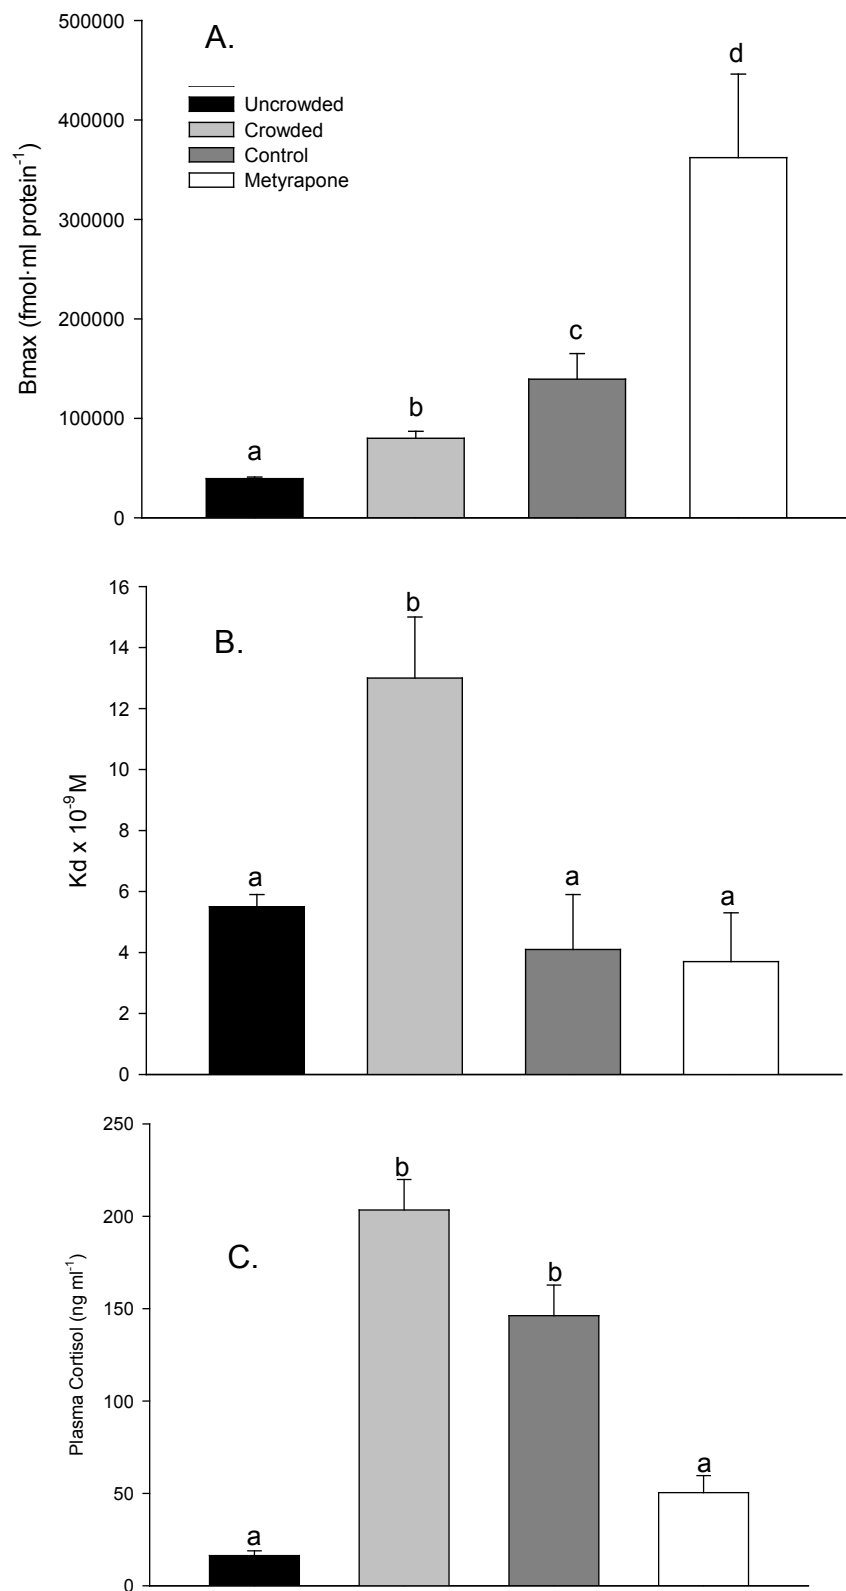 A.
Uncrowded
Crowded
Control
Metyrapone
Bmax (fmol·ml protein⁻¹)
500000
400000
300000
200000
100000
0
a
b
c
d
B.
Kd x 10⁻⁹M
16
14
12
10
8
6
4
2
0
a
b
a
a
C.
Plasma Cortisol (ng ml⁻¹)
250
200
150
100
50
0
a
b
b
a